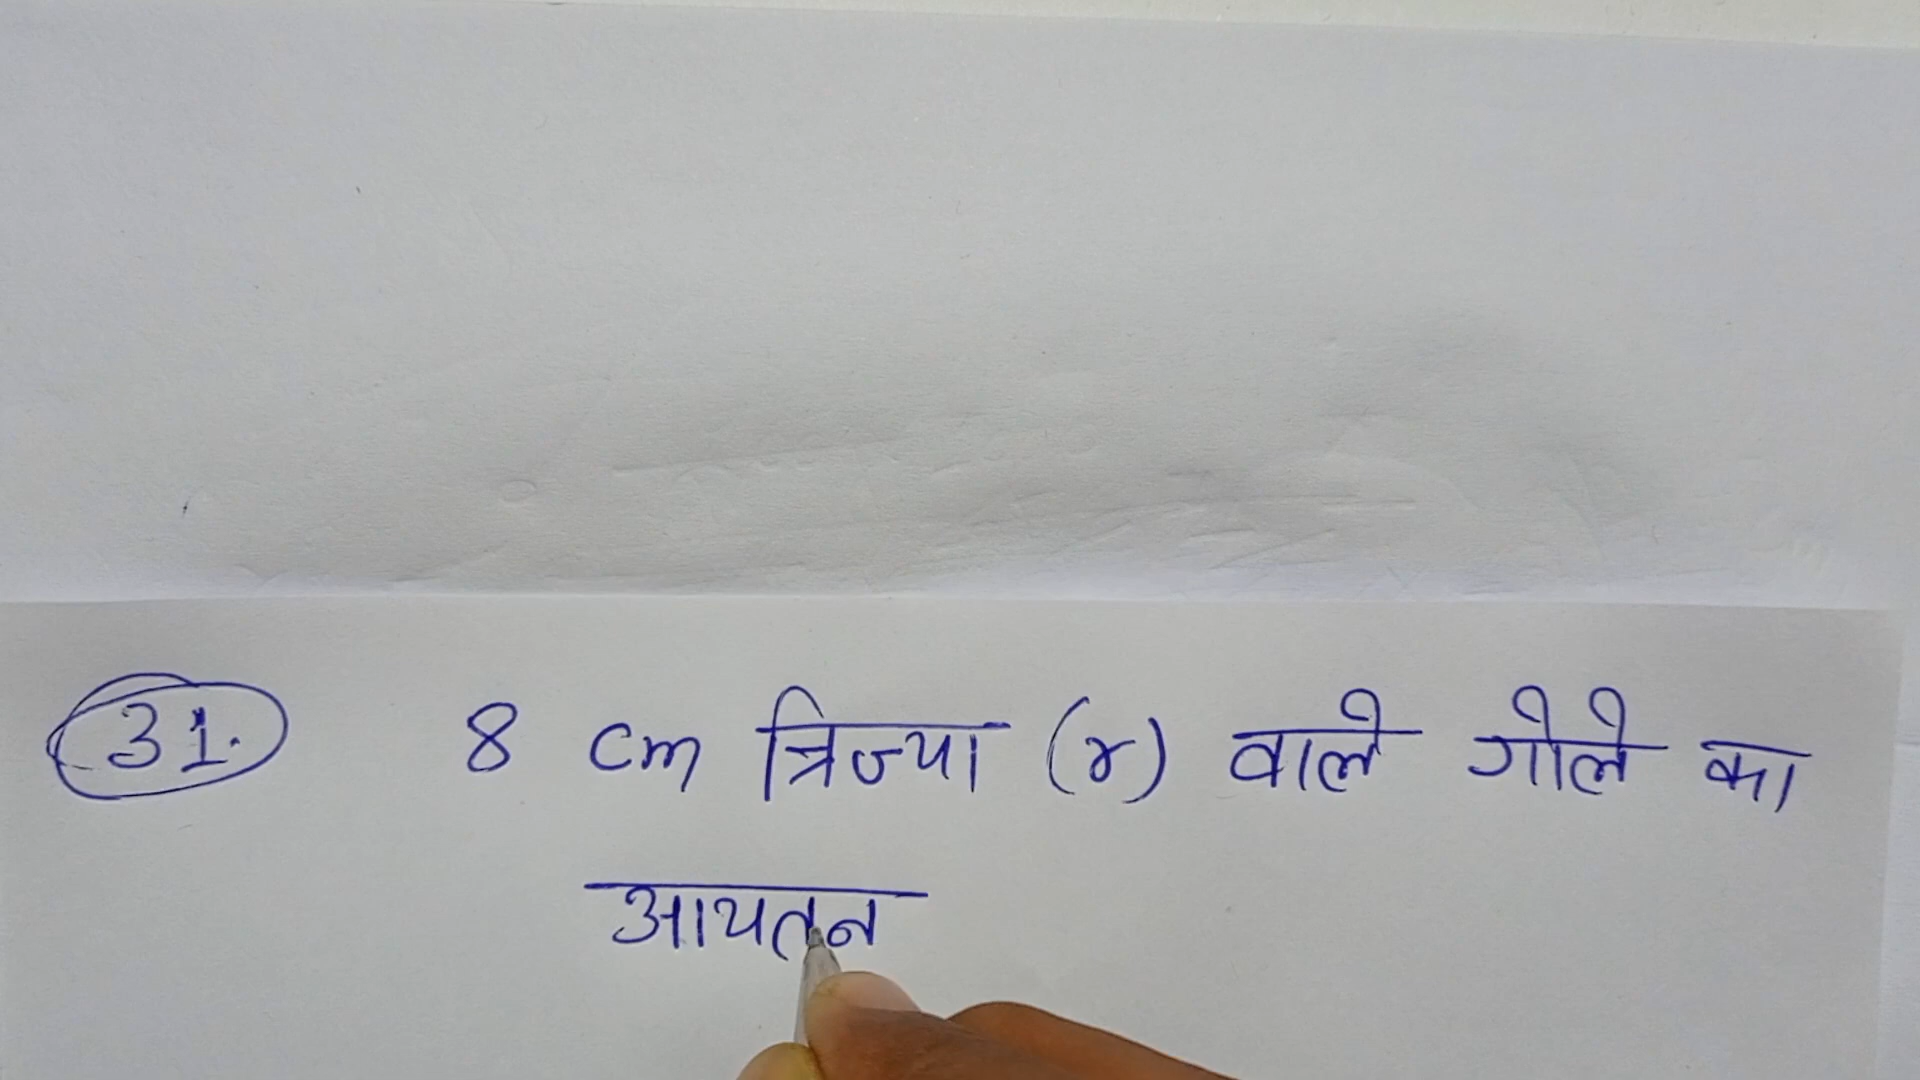 31. 8 cm त्रिज्या (r) वाले गोले का
आयतन